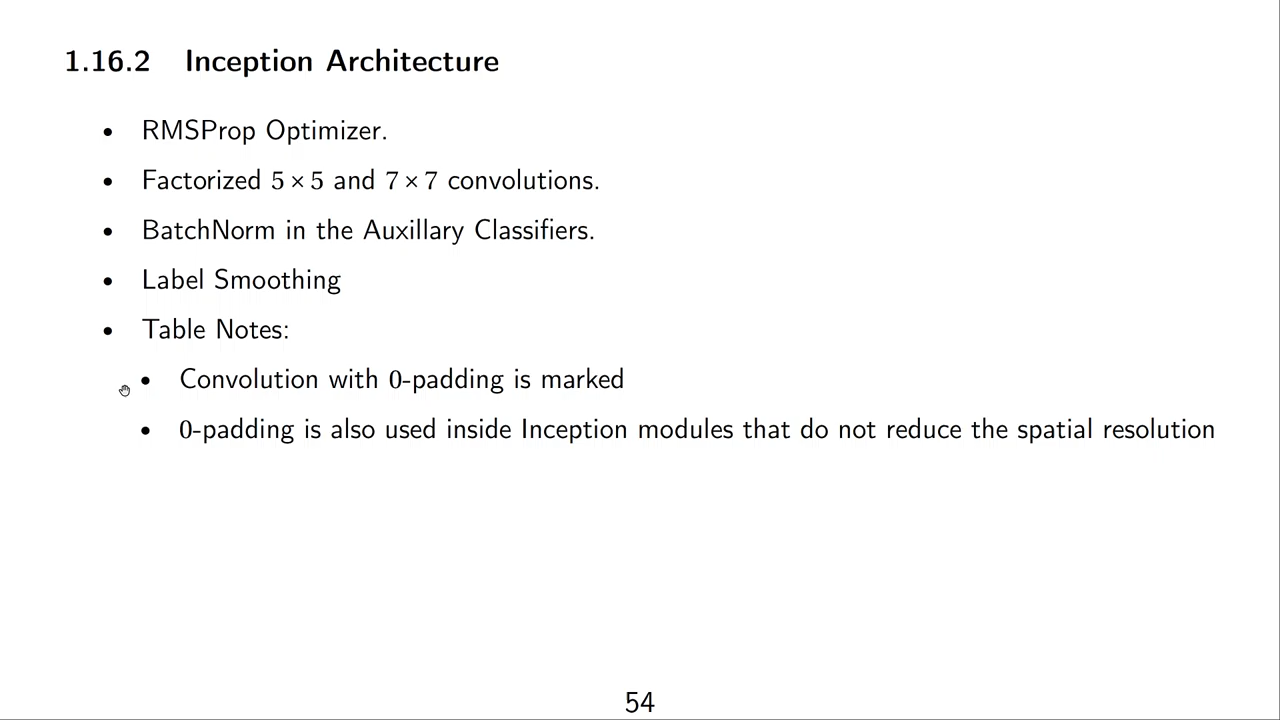 1.16.2 Inception Architecture
• RMSProp Optimizer.
• Factorized 5 × 5 and 7 × 7 convolutions.
• BatchNorm in the Auxillary Classifiers.
• Label Smoothing
• Table Notes:
• Convolution with 0-padding is marked
• 0-padding is also used inside Inception modules that do not reduce the spatial resolution
54